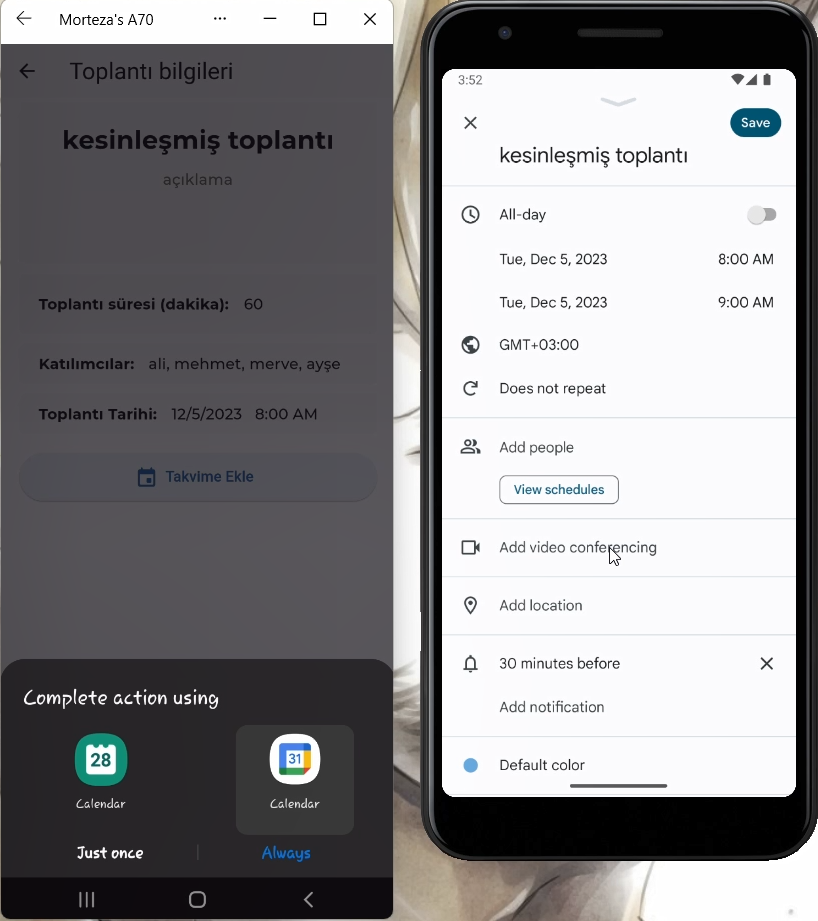 Morteza's A70
Toplantı bilgileri
kesinleşmiş toplantı
açıklama
Toplantı süresi (dakika): 60
Katılımcılar: ali, mehmet, merve, ayşe
Toplantı Tarihi: 12/5/2023 8:00 AM
Takvime Ekle
Complete action using
28
31
Calendar
Calendar
Just once
Always
3:52
Save
kesinleşmiş toplantı
All-day
Tue, Dec 5, 2023 8:00 AM
Tue, Dec 5, 2023 9:00 AM
GMT+03:00
Does not repeat
Add people
View schedules
Add video conferencing
Add location
30 minutes before
Add notification
Default color